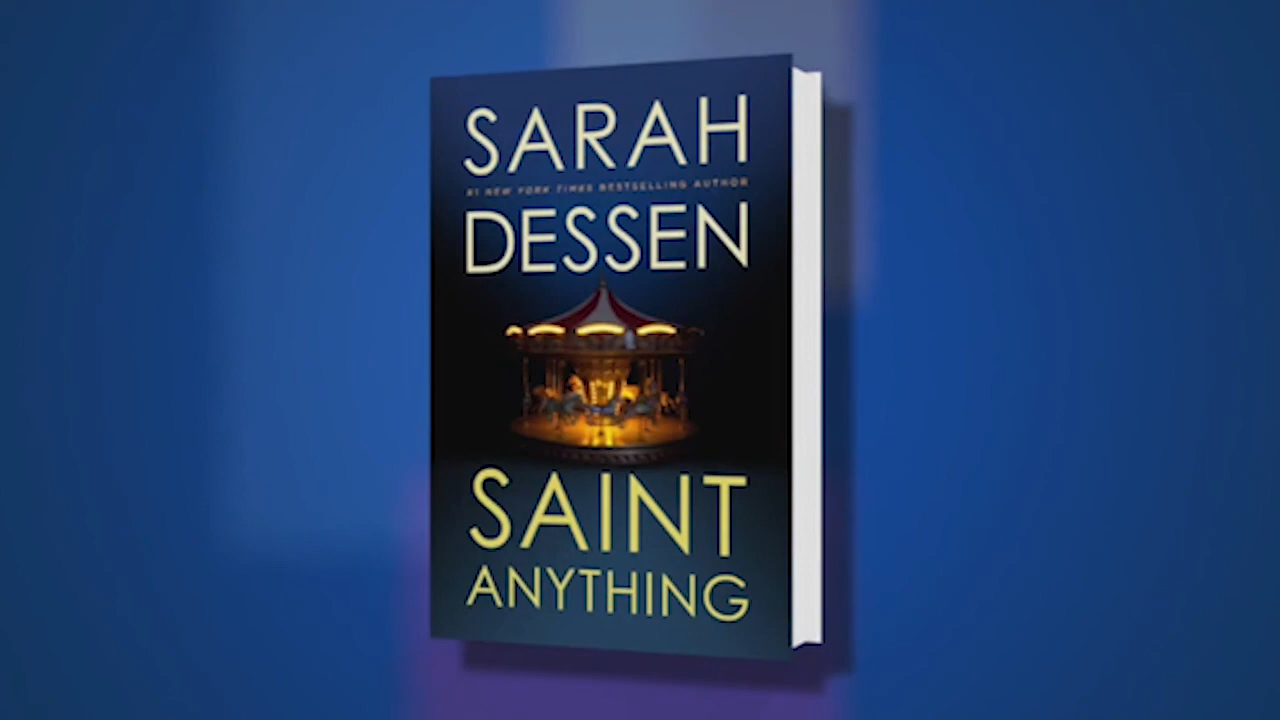 SARAH
#1 NEW YORK TIMES BESTSELLING AUTHOR
DESSEN
SAINT
ANYTHING